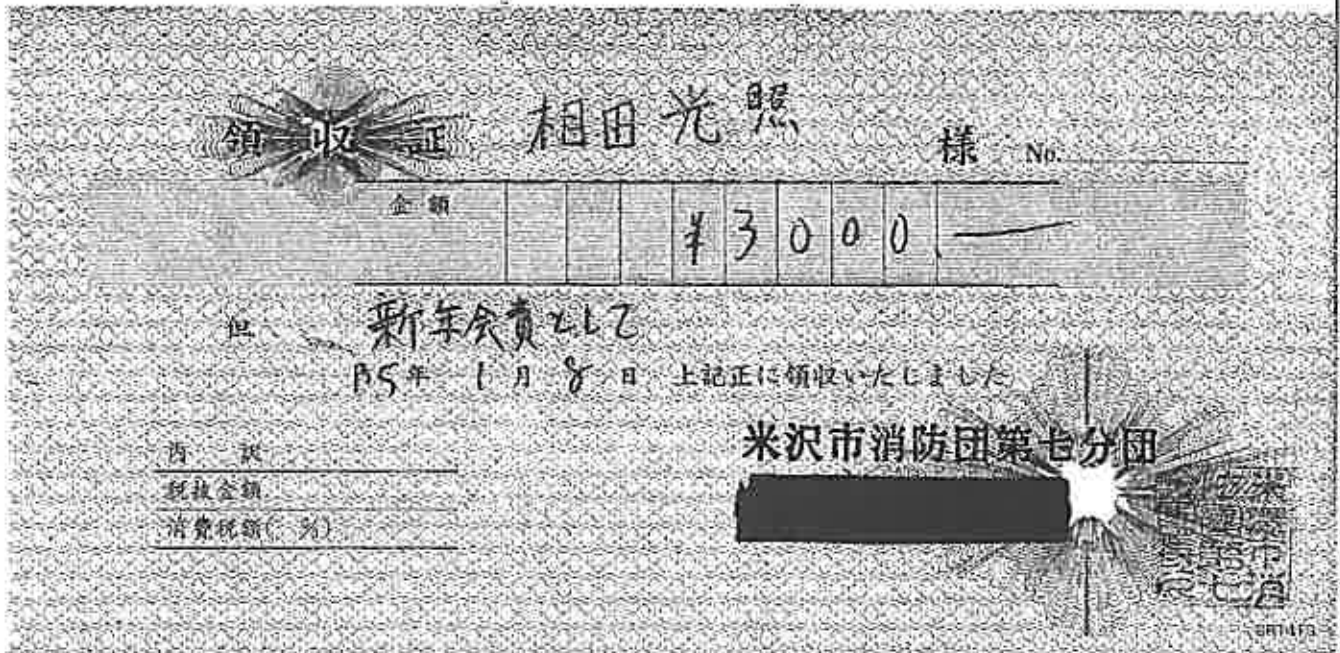 領収証 相田光照 様 No.
金額 ¥3000
但 新年会費として
R5年 1月 8日 上記正に領収いたしました
米沢市消防団第七分団
内訳
税抜金額
消費税額( %)